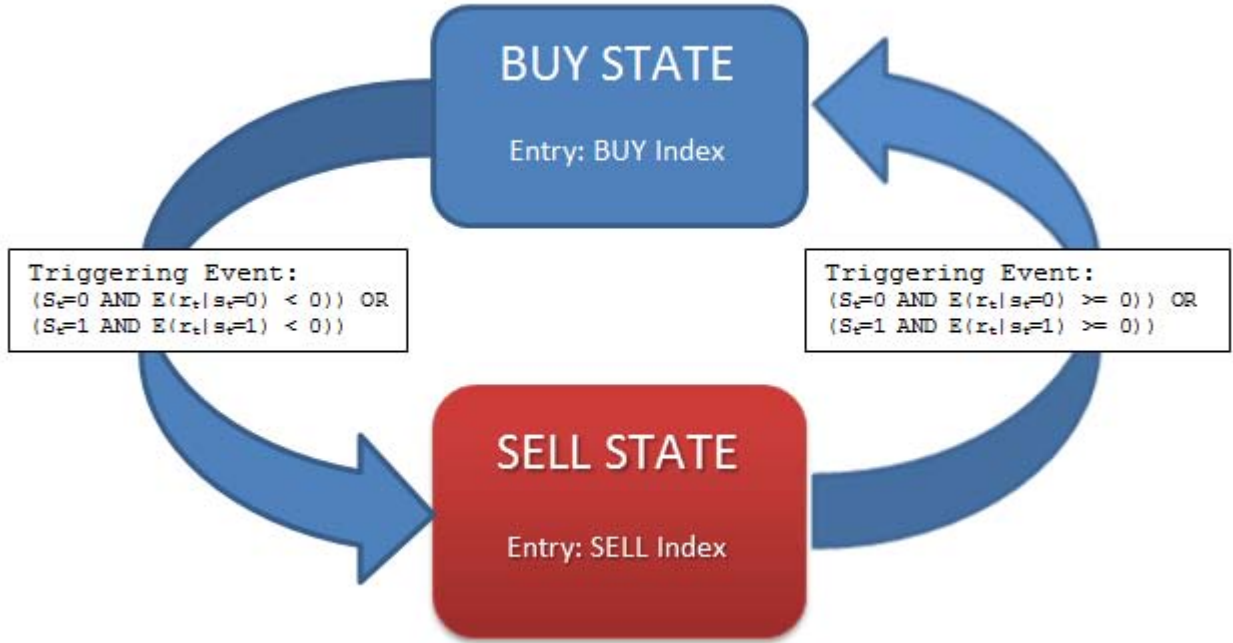 BUY STATE
Entry: BUY Index
Triggering Event:
(Sₜ=0 AND E(rₜ|sₜ=0) < 0)) OR
(Sₜ=1 AND E(rₜ|sₜ=1) < 0))
Triggering Event:
(Sₜ=0 AND E(rₜ|sₜ=0) >= 0)) OR
(Sₜ=1 AND E(rₜ|sₜ=1) >= 0))
SELL STATE
Entry: SELL Index